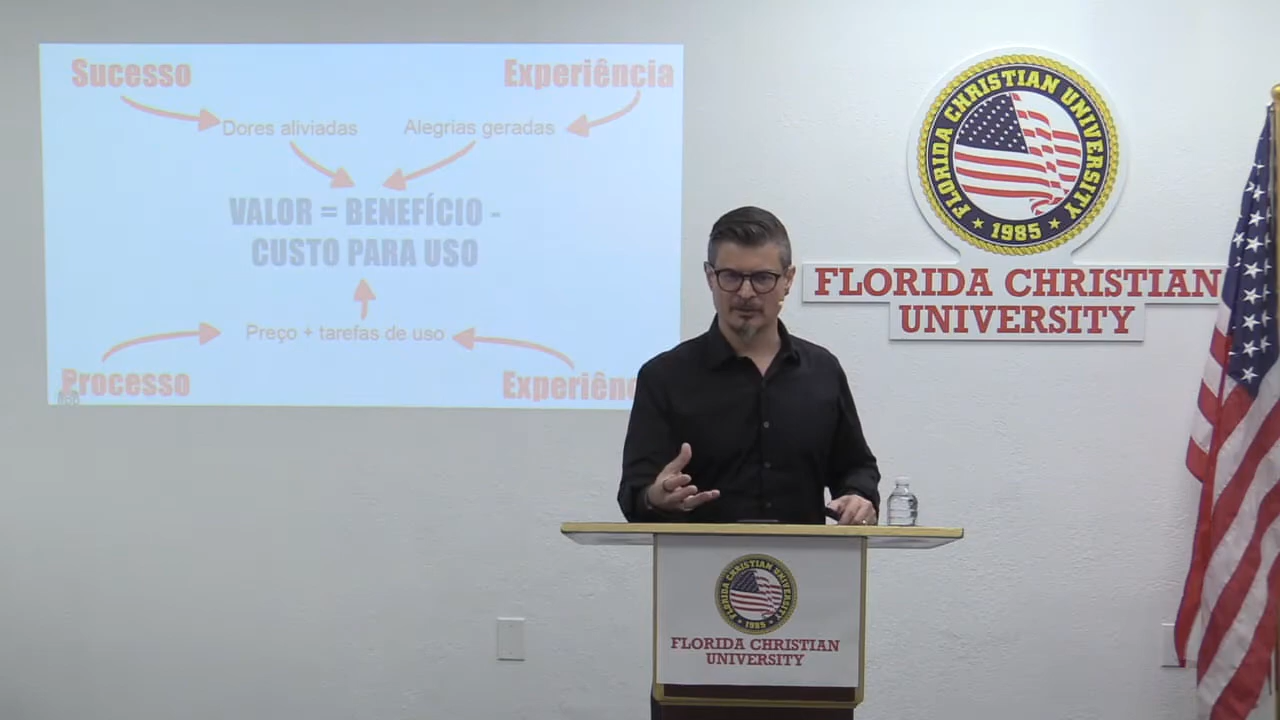 Sucesso
Experiência
Dores aliviadas
Alegrias geradas
VALOR = BENEFÍCIO -
CUSTO PARA USO
Preço + tarefas de uso
Processo
Experiênc
FLORIDA CHRISTIAN UNIVERSITY
★ 1985 ★
FLORIDA CHRISTIAN
UNIVERSITY
FLORIDA CHRISTIAN UNIVERSITY
1985
FLORIDA CHRISTIAN
UNIVERSITY